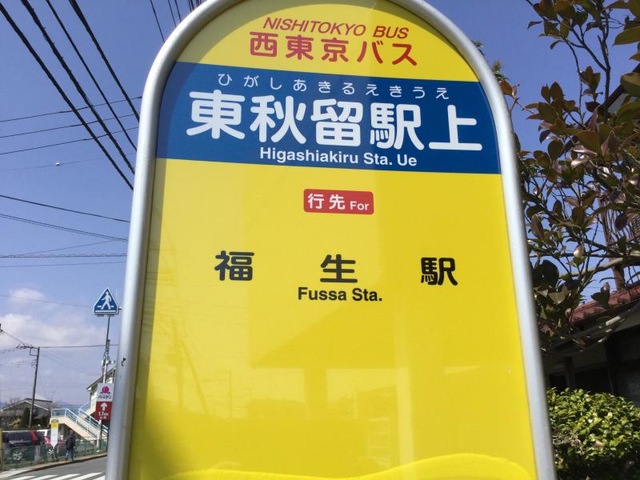 NISHITOKYO BUS
西東京バス
ひがしあきるえきうえ
東秋留駅上
Higashiakiru Sta. Ue
行先 For
福生駅
Fussa Sta.